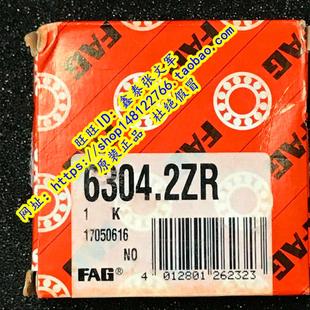 FAG
FAG
FAG
旺旺ID: 鑫泰张文军
网址: https://shop148122766.taobao.com
原装正品 杜绝假冒
6304.2ZR
1 K
17050616
NO
FAG®
4 012801 262323